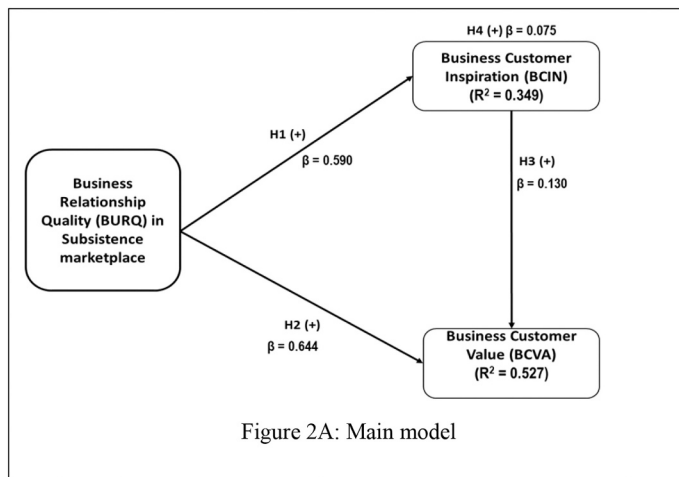 H4 (+) β = 0.075
Business Customer
Inspiration (BCIN)
(R² = 0.349)
H1 (+)
β = 0.590
H3 (+)
β = 0.130
Business
Relationship
Quality (BURQ) in
Subsistence
marketplace
H2 (+)
β = 0.644
Business Customer
Value (BCVA)
(R² = 0.527)
Figure 2A: Main model